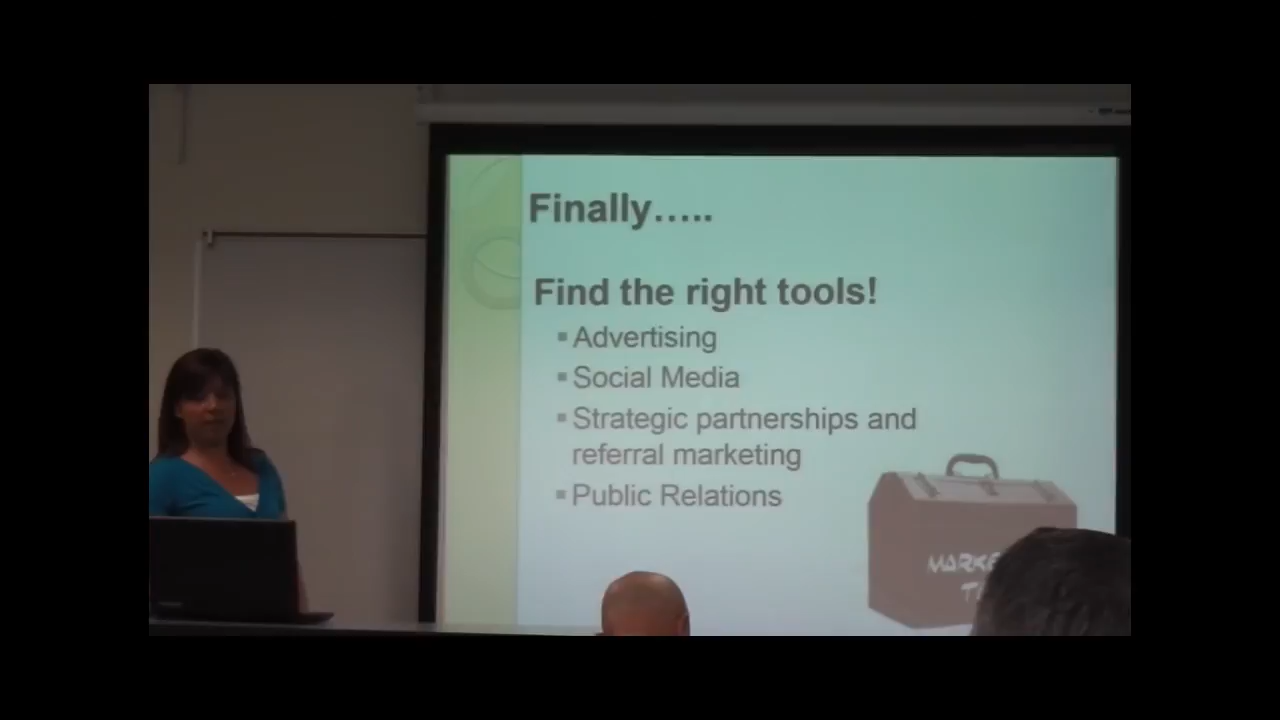 Finally…..
Find the right tools!
▪ Advertising
▪ Social Media
▪ Strategic partnerships and
referral marketing
▪ Public Relations